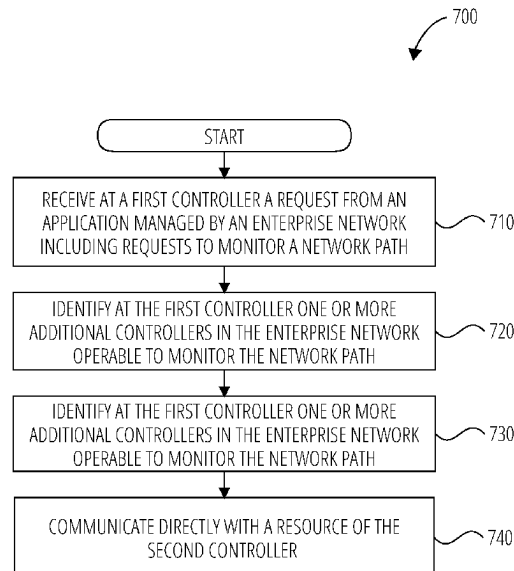 700
START
RECEIVE AT A FIRST CONTROLLER A REQUEST FROM AN
APPLICATION MANAGED BY AN ENTERPRISE NETWORK
INCLUDING REQUESTS TO MONITOR A NETWORK PATH
710
IDENTIFY AT THE FIRST CONTROLLER ONE OR MORE
ADDITIONAL CONTROLLERS IN THE ENTERPRISE NETWORK
OPERABLE TO MONITOR THE NETWORK PATH
720
IDENTIFY AT THE FIRST CONTROLLER ONE OR MORE
ADDITIONAL CONTROLLERS IN THE ENTERPRISE NETWORK
OPERABLE TO MONITOR THE NETWORK PATH
730
COMMUNICATE DIRECTLY WITH A RESOURCE OF THE
SECOND CONTROLLER
740